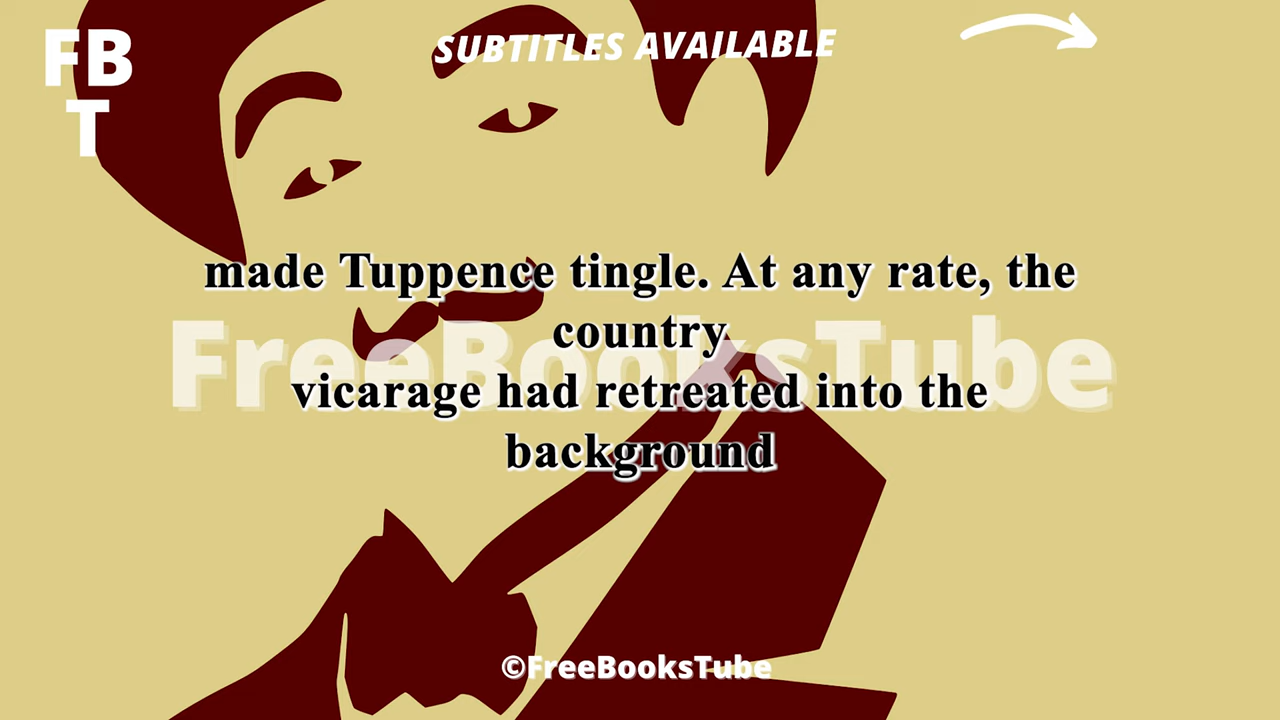 FB
T
SUBTITLES AVAILABLE
made Tuppence tingle. At any rate, the
country
FreeBooksTube
vicarage had retreated into the
background
©FreeBooksTube